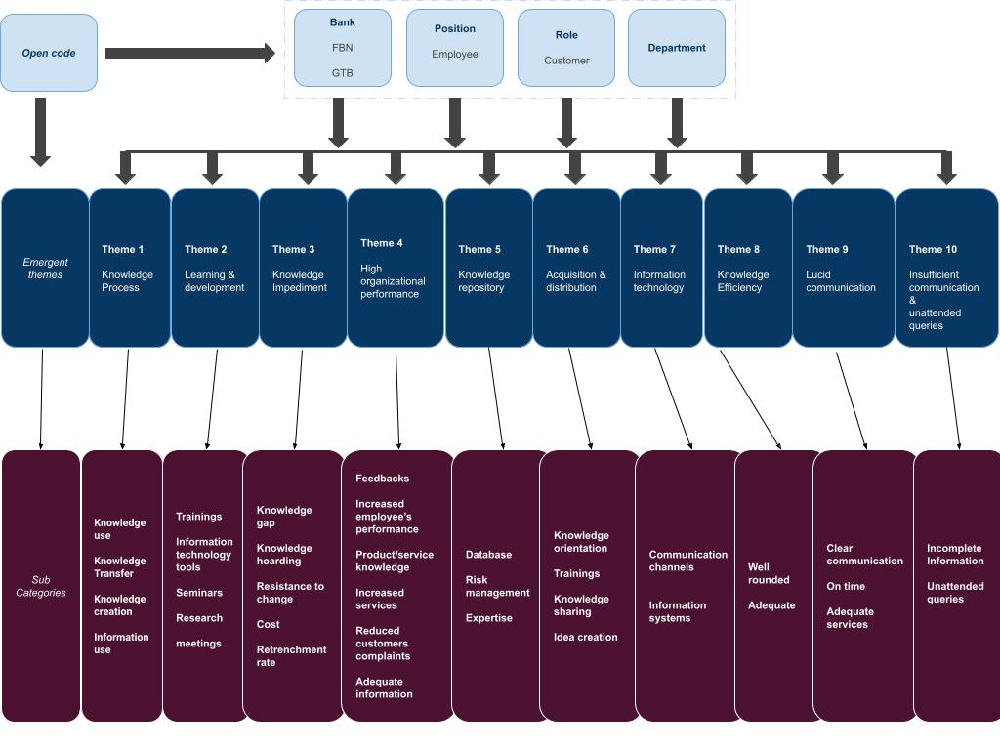 Open code
Bank
FBN
GTB
Position
Employee
Role
Customer
Department
Emergent
themes
Theme 1
Knowledge
Process
Theme 2
Learning &
development
Theme 3
Knowledge
Impediment
Theme 4
High
organizational
performance
Theme 5
Knowledge
repository
Theme 6
Acquisition &
distribution
Theme 7
Information
technology
Theme 8
Knowledge
Efficiency
Theme 9
Lucid
communication
Theme 10
Insufficient
communication
&
unattended
queries
Sub
Categories
Knowledge
use
Knowledge
Transfer
Knowledge
creation
Information
use
Trainings
Information
technology
tools
Seminars
Research
meetings
Knowledge
gap
Knowledge
hoarding
Resistance to
change
Cost
Retrenchment
rate
Feedbacks
Increased
employee's
performance
Product/service
knowledge
Increased
services
Reduced
customers
complaints
Adequate
information
Database
Risk
management
Expertise
Knowledge
orientation
Trainings
Knowledge
sharing
Idea creation
Communication
channels
Information
systems
Well
rounded
Adequate
Clear
communication
On time
Adequate
services
Incomplete
Information
Unattended
queries